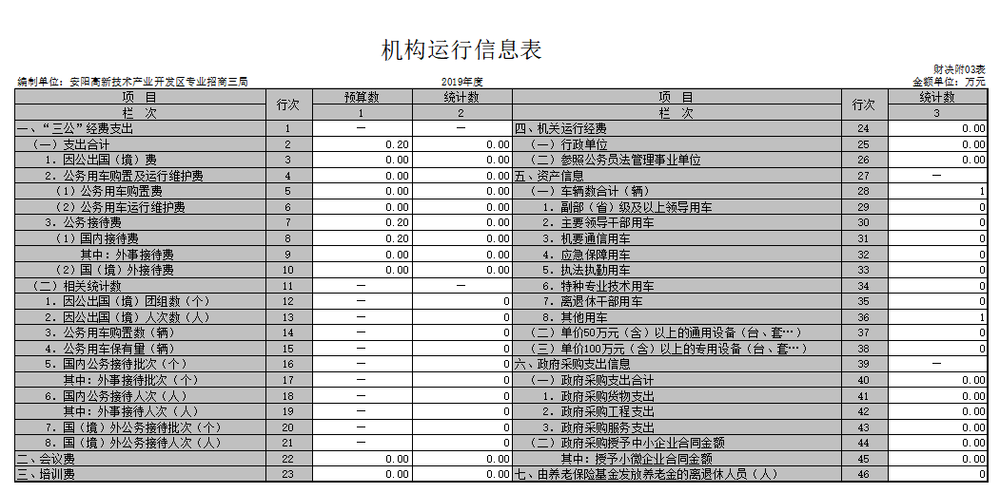 机构运行信息表
财决附03表
编制单位：安阳高新技术产业开发区专业招商三局 2019年度 金额单位：万元
项 目 行次 预算数 统计数 项 目 行次 统计数
栏 次 1 2 栏 次 3
一、“三公”经费支出 1 — — 四、机关运行经费 24 0.00
（一）支出合计 2 0.20 0.00 （一）行政单位 25 0.00
1．因公出国（境）费 3 0.00 0.00 （二）参照公务员法管理事业单位 26 0.00
2．公务用车购置及运行维护费 4 0.00 0.00 五、资产信息 27 —
（1）公务用车购置费 5 0.00 0.00 （一）车辆数合计（辆） 28 1
（2）公务用车运行维护费 6 0.00 0.00 1．副部（省）级及以上领导用车 29 0
3．公务接待费 7 0.20 0.00 2．主要领导干部用车 30 0
（1）国内接待费 8 0.20 0.00 3．机要通信用车 31 0
其中：外事接待费 9 0.00 0.00 4．应急保障用车 32 0
（2）国（境）外接待费 10 0.00 0.00 5．执法执勤用车 33 0
（二）相关统计数 11 — — 6．特种专业技术用车 34 0
1．因公出国（境）团组数（个） 12 — 0 7．离退休干部用车 35 0
2．因公出国（境）人次数（人） 13 — 0 8．其他用车 36 1
3．公务用车购置数（辆） 14 — 0 （二）单价50万元（含）以上的通用设备（台、套…） 37 0
4．公务用车保有量（辆） 15 — 0 （三）单价100万元（含）以上的专用设备（台、套…） 38 0
5．国内公务接待批次（个） 16 — 0 六、政府采购支出信息 39 —
其中：外事接待批次（个） 17 — 0 （一）政府采购支出合计 40 0.00
6．国内公务接待人次（人） 18 — 0 1．政府采购货物支出 41 0.00
其中：外事接待人次（人） 19 — 0 2．政府采购工程支出 42 0.00
7．国（境）外公务接待批次（个） 20 — 0 3．政府采购服务支出 43 0.00
8．国（境）外公务接待人次（人） 21 — 0 （二）政府采购授予中小企业合同金额 44 0.00
二、会议费 22 0.00 0.00 其中：授予小微企业合同金额 45 0.00
三、培训费 23 0.00 0.00 七、由养老保险基金发放养老金的离退休人员（人） 46 0